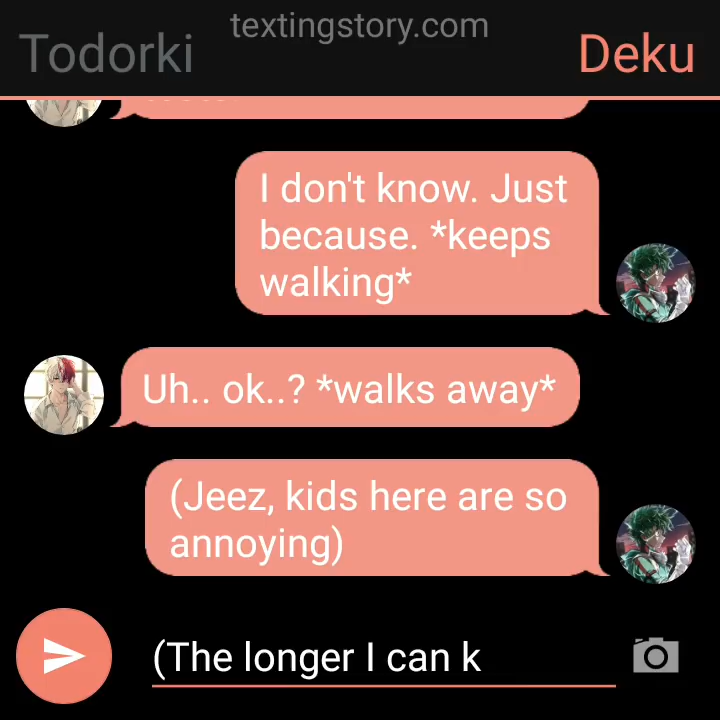 textingstory.com
Todorki
Deku
I don't know. Just
because. *keeps
walking*
Uh.. ok..? *walks away*
(Jeez, kids here are so
annoying)
(The longer I can k